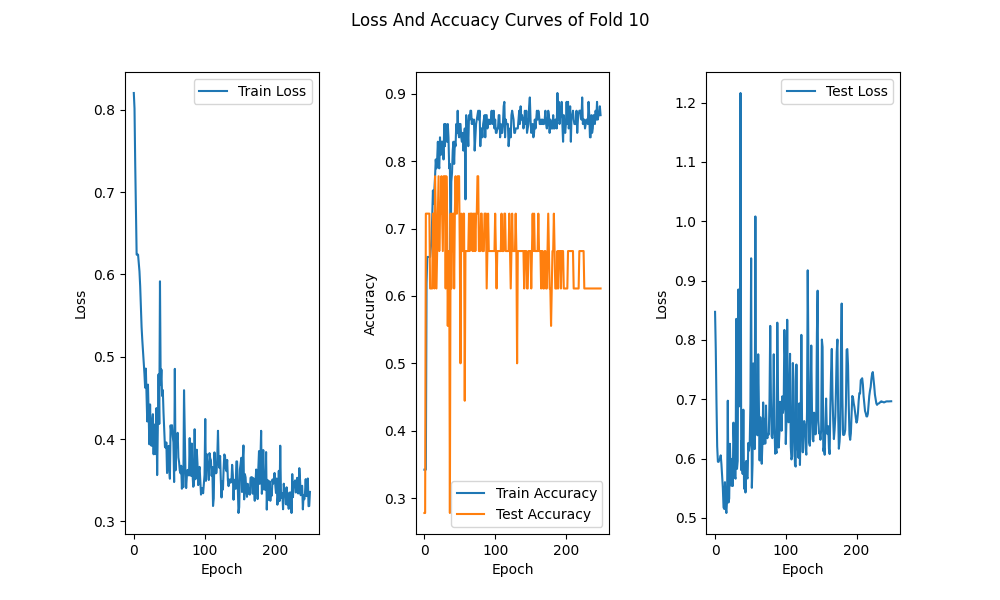 Loss And Accuacy Curves of Fold 10
Train Loss
0.8
0.7
0.6
0.5
0.4
0.3
Loss
0
100
200
Epoch
Train Accuracy
Test Accuracy
0.9
0.8
0.7
0.6
0.5
0.4
0.3
Accuracy
0
100
200
Epoch
Test Loss
1.2
1.1
1.0
0.9
0.8
0.7
0.6
0.5
Loss
0
100
200
Epoch